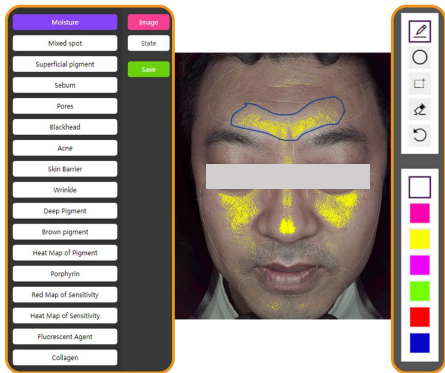 Moisture
Image
Mixed spot
State
Superficial pigment
Save
Sebum
Pores
Blackhead
Acne
Skin Barrier
Wrinkle
Deep Pigment
Brown pigment
Heat Map of Pigment
Porphyrin
Red Map of Sensitivity
Heat Map of Sensitivity
Fluorescent Agent
Collagen